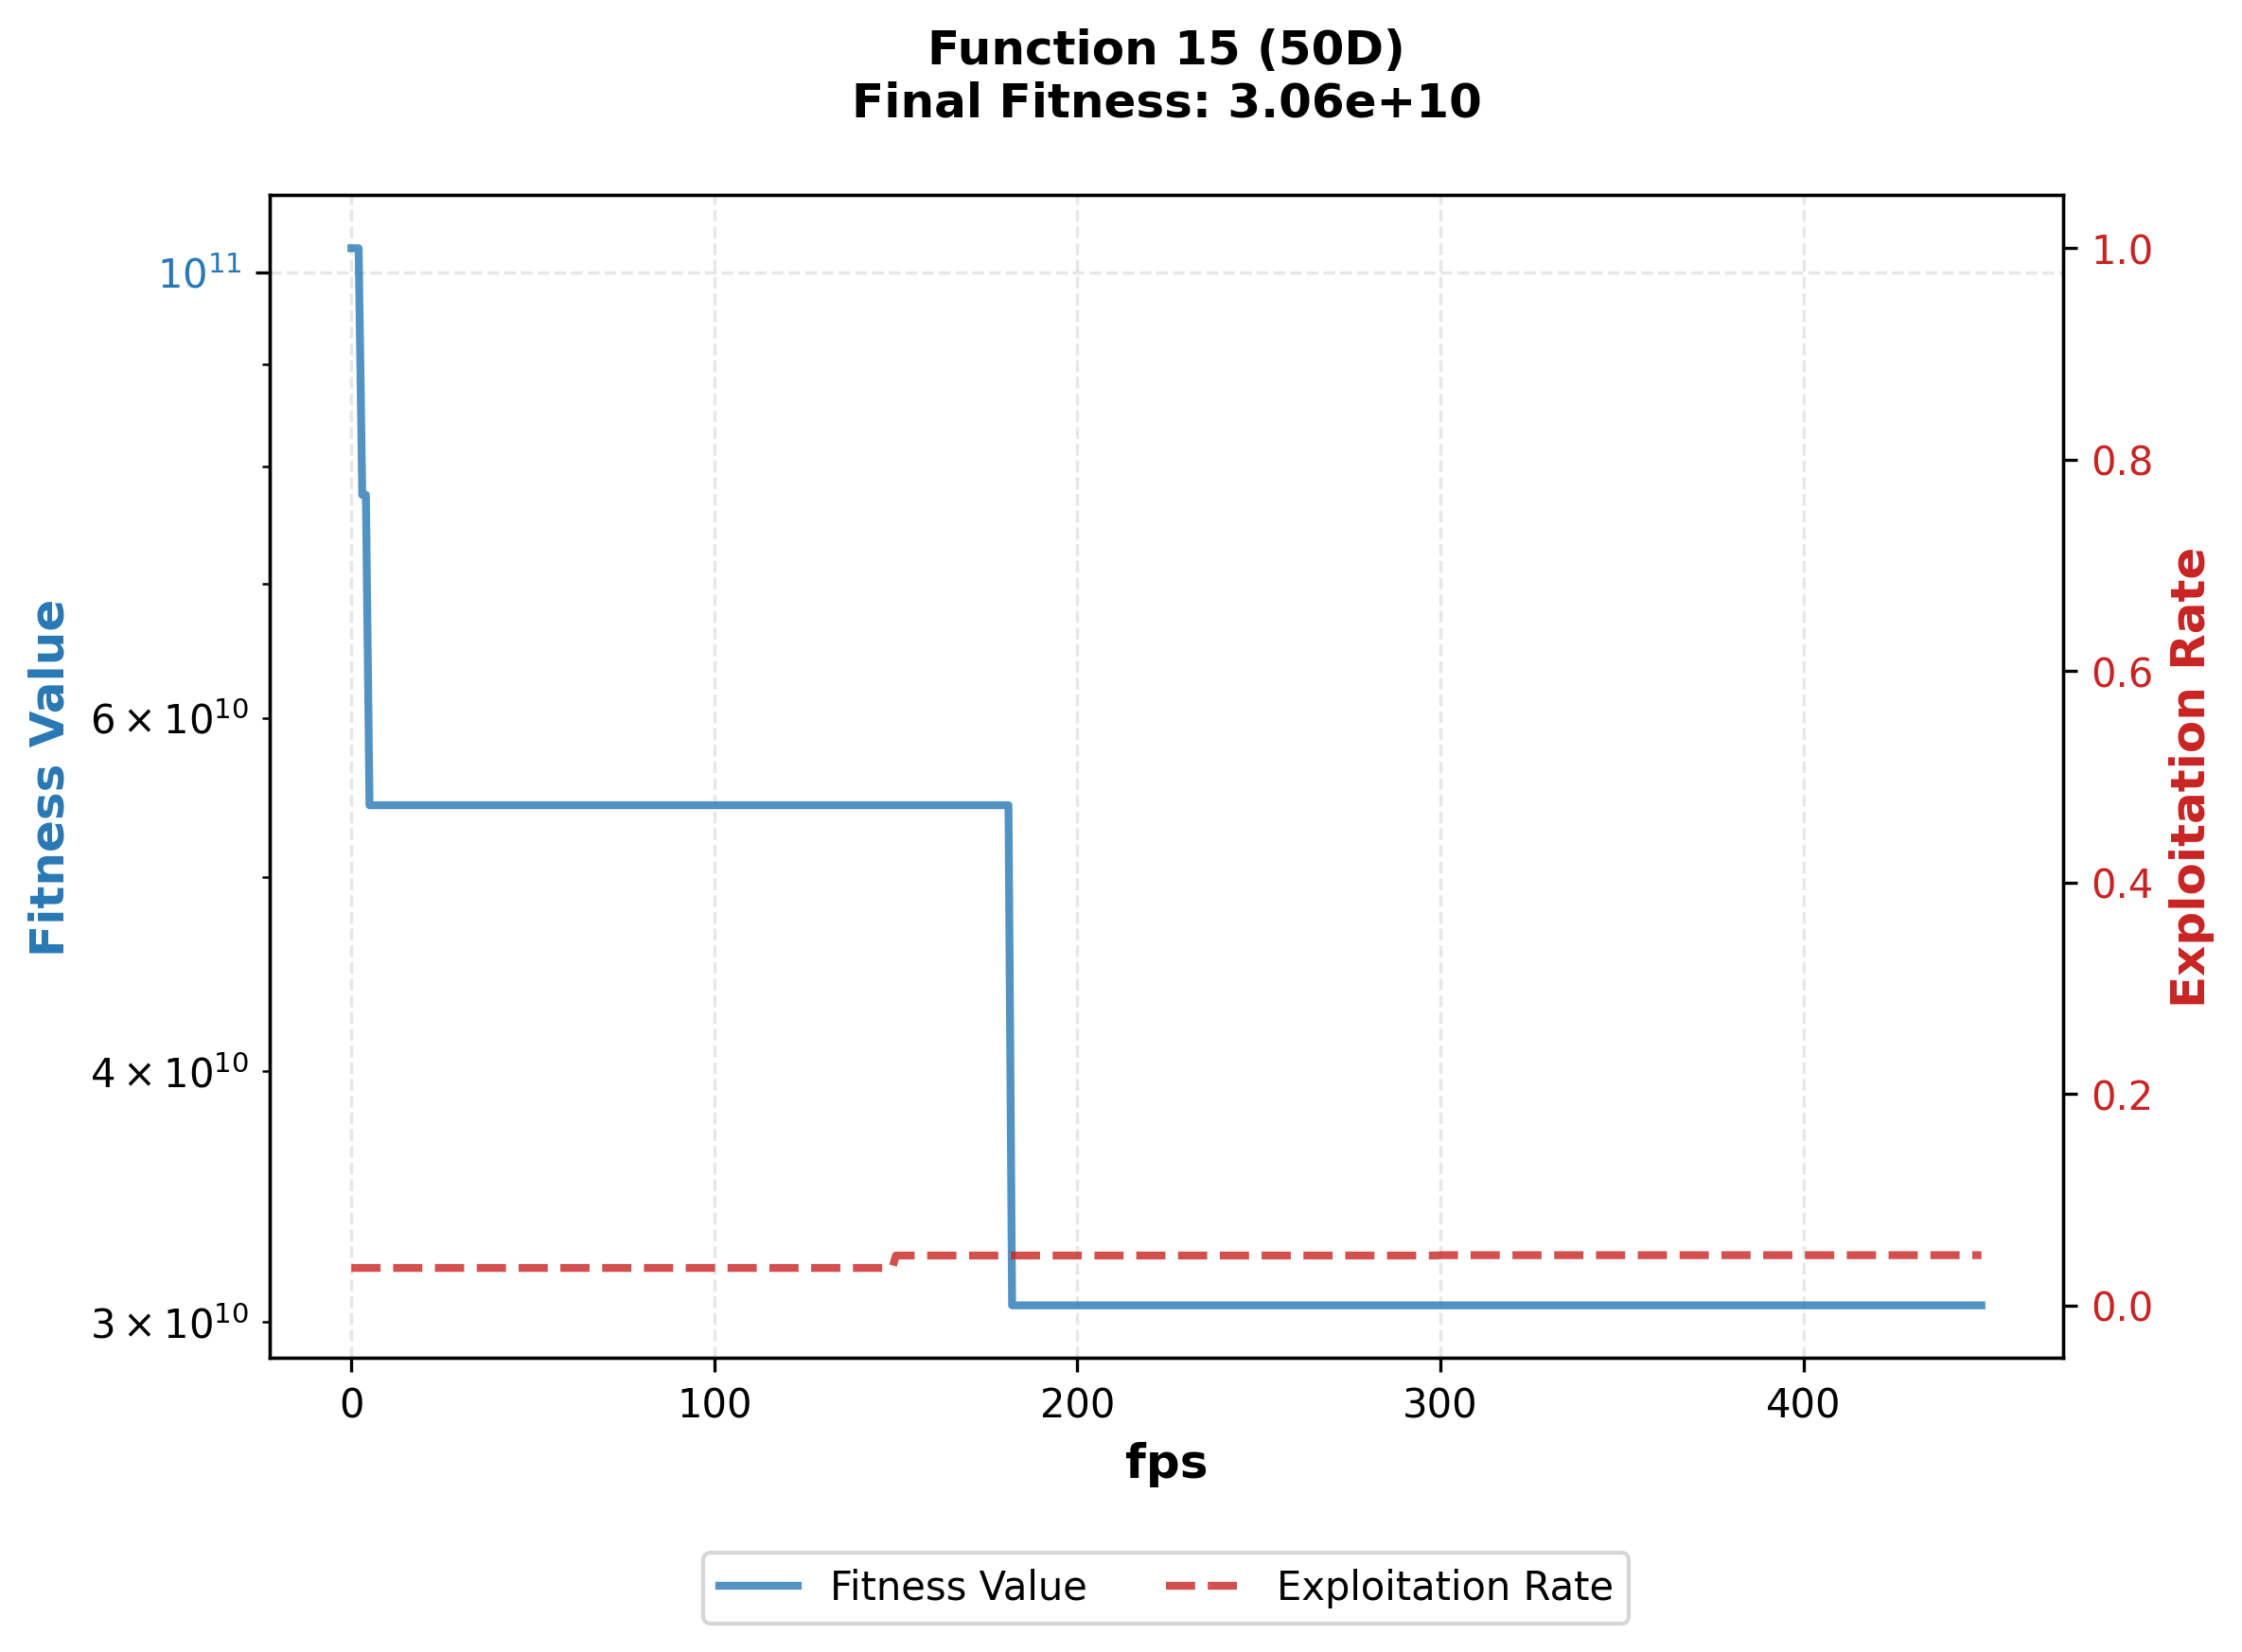 Function 15 (50D)
Final Fitness: 3.06e+10
Fitness Value
10¹¹
6 × 10¹⁰
4 × 10¹⁰
3 × 10¹⁰
1.0
0.8
0.6
0.4
0.2
0.0
Exploitation Rate
0 100 200 300 400
fps
Fitness Value Exploitation Rate